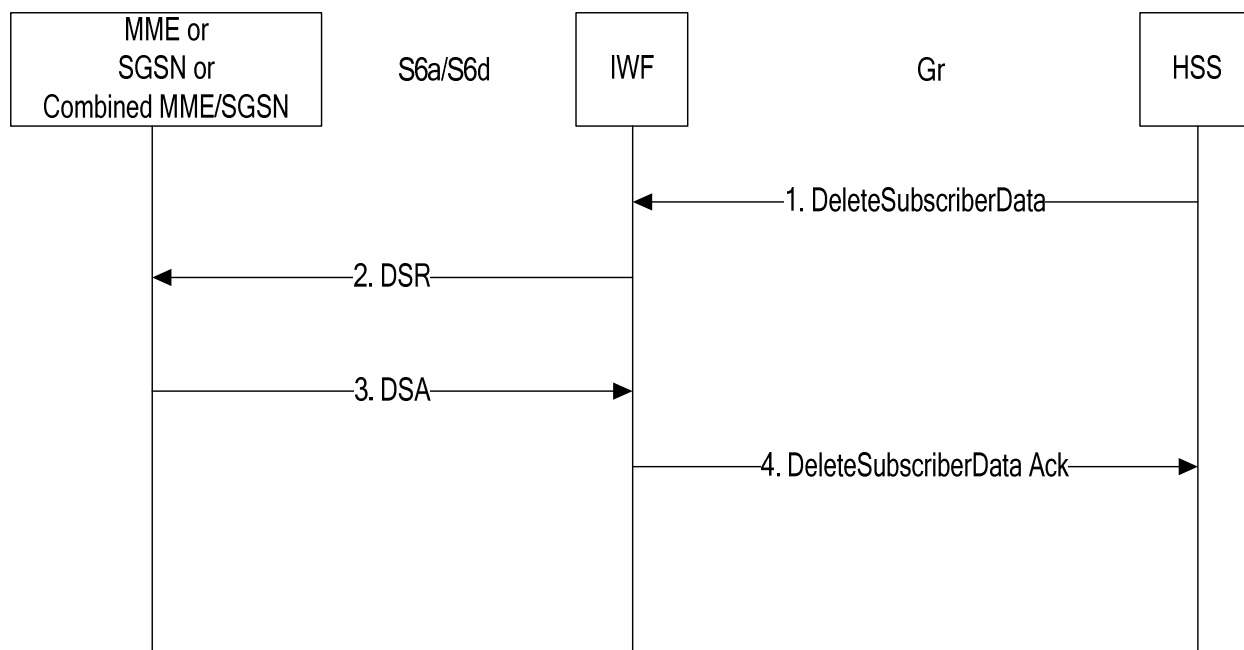 MME or
SGSN or
Combined MME/SGSN
S6a/S6d
IWF
Gr
HSS
1. DeleteSubscriberData
2. DSR
3. DSA
4. DeleteSubscriberData Ack